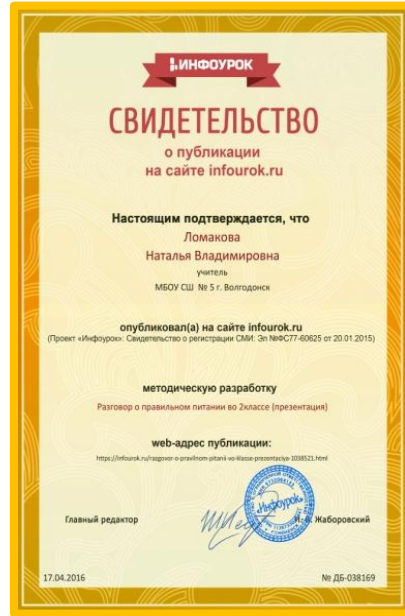 ИНФОУРОК
СВИДЕТЕЛЬСТВО
о публикации
на сайте infourok.ru
Настоящим подтверждается, что
Ломакова
Наталья Владимировна
учитель
МБОУ СШ № 5 г. Волгодонск
опубликовал(а) на сайте infourok.ru
(Проект «Инфоурок»: Свидетельство о регистрации СМИ: Эл №ФС77-60625 от 20.01.2015)
методическую разработку
Разговор о правильном питании во 2классе (презентация)
web-адрес публикации:
https://infourok.ru/razgovor-o-pravilnom-pitanii-vo-klasse-prezentaciya-1038521.html
«Инфоурок»
Главный редактор
Жаборовский
17.04.2016
№ ДБ-038169